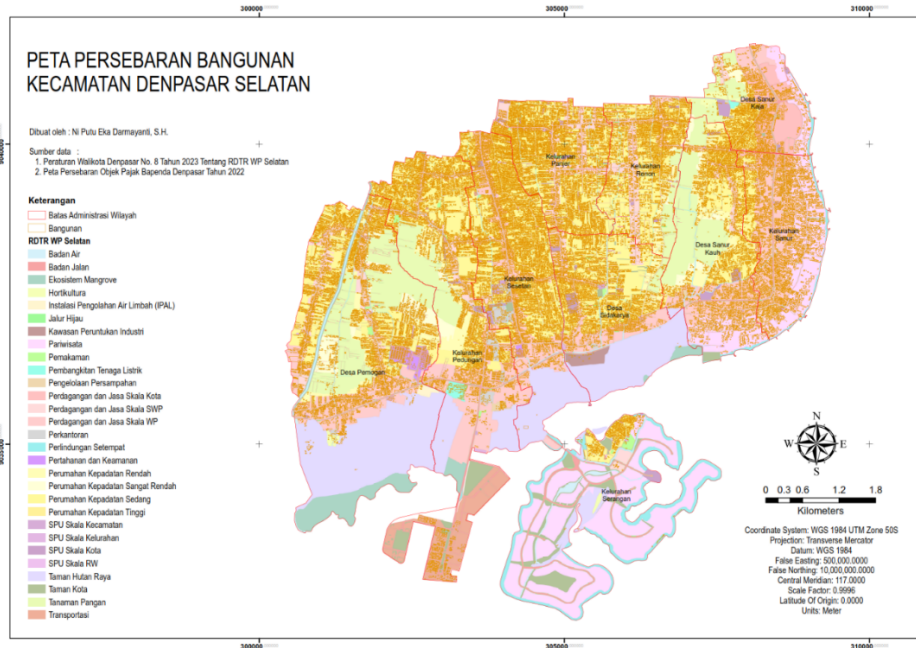 300000
305000
310000
PETA PERSEBARAN BANGUNAN
KECAMATAN DENPASAR SELATAN
Dibuat oleh : Ni Putu Eka Darmayanti, S.H.
Sumber data :
1. Peraturan Walikota Denpasar No. 8 Tahun 2023 Tentang RDTR WP Selatan
2. Peta Persebaran Objek Pajak Bapenda Denpasar Tahun 2022
Keterangan
Batas Administrasi Wilayah
Bangunan
RDTR WP Selatan
Badan Air
Badan Jalan
Ekosistem Mangrove
Hortikultura
Instalasi Pengolahan Air Limbah (IPAL)
Jalur Hijau
Kawasan Peruntukan Industri
Pariwisata
Pemakaman
Pembangkitan Tenaga Listrik
Pengelolaan Persampahan
Perdagangan dan Jasa Skala Kota
Perdagangan dan Jasa Skala SWP
Perdagangan dan Jasa Skala WP
Perkantoran
Perlindungan Setempat
Pertahanan dan Keamanan
Perumahan Kepadatan Rendah
Perumahan Kepadatan Sangat Rendah
Perumahan Kepadatan Sedang
Perumahan Kepadatan Tinggi
SPU Skala Kecamatan
SPU Skala Kelurahan
SPU Skala Kota
SPU Skala RW
Taman Hutan Raya
Taman Kota
Tanaman Pangan
Transportasi
Desa Sanur
Kaja
Kelurahan
Panjer
Kelurahan
Renon
Kelurahan
Sanur
Desa Sanur
Kauh
Kelurahan
Sesetan
Desa
Sidakarya
Kelurahan
Pedungan
Desa Pemogan
Kelurahan
Serangan
N
W
E
S
0 0.3 0.6 1.2 1.8
Kilometers
Coordinate System: WGS 1984 UTM Zone 50S
Projection: Transverse Mercator
Datum: WGS 1984
False Easting: 500,000.0000
False Northing: 10,000,000.0000
Central Meridian: 117.0000
Scale Factor: 0.9996
Latitude Of Origin: 0.0000
Units: Meter
300000
305000
310000